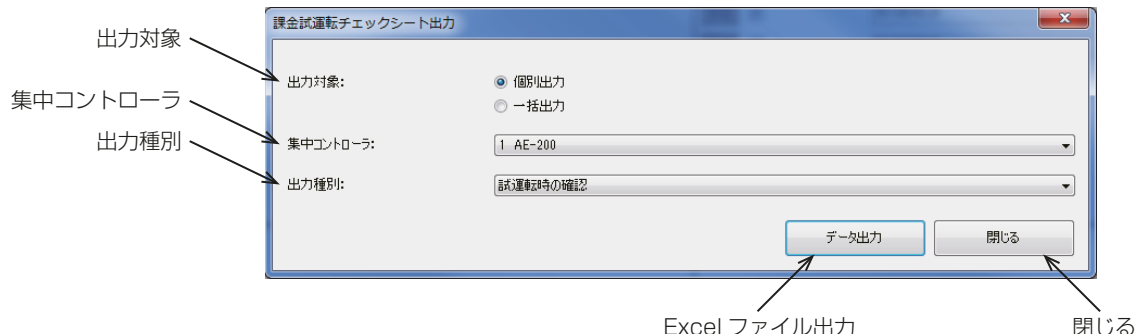 課金試運転チェックシート出力
出力対象
出力対象:
個別出力
一括出力
集中コントローラ
集中コントローラ:
1 AE-200
出力種別
出力種別:
試運転時の確認
データ出力
閉じる
Excel ファイル出力
閉じる